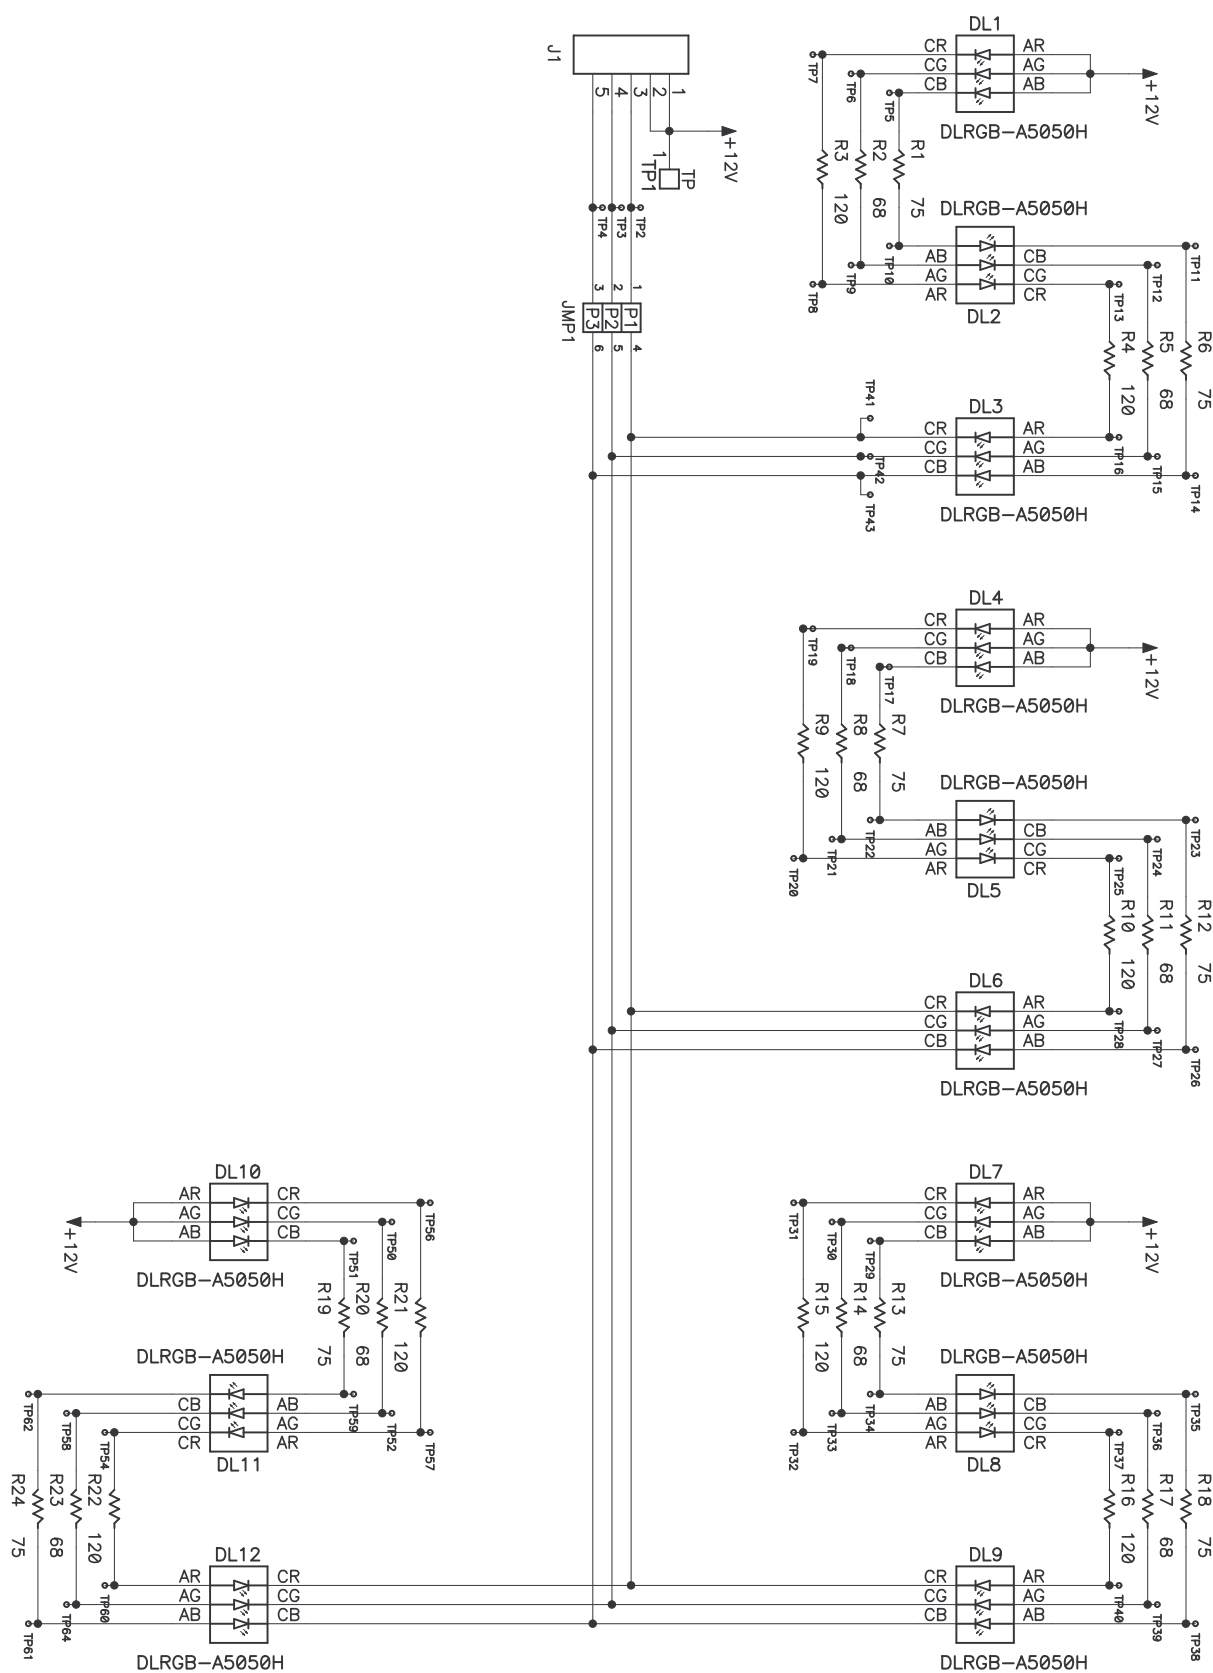 DL1
CR AR
CG AG
CB AB
DLRGB-A5050H
+12V
TP7
TP6
TP5
R3
120
R2
68
R1
75
J1
5
4
3
2
1
+12V
1
TP1
TP
TP4
TP3
TP2
3
2
1
JMP1
P3
P2
P1
6
5
4
DLRGB-A5050H
AB CB
AG CG
AR CR
DL2
TP8
TP9
TP10
TP13
TP12
TP11
R4
120
R5
68
R6
75
DL3
CR AR
CG AG
CB AB
DLRGB-A5050H
TP41
TP42
TP43
TP16
TP15
TP14
DL4
CR AR
CG AG
CB AB
DLRGB-A5050H
+12V
TP19
TP18
TP17
R9
120
R8
68
R7
75
DLRGB-A5050H
AB CB
AG CG
AR CR
DL5
TP20
TP21
TP22
TP25
TP24
TP23
R10
120
R11
68
R12
75
DL6
CR AR
CG AG
CB AB
DLRGB-A5050H
TP28
TP27
TP26
DL10
AR CR
AG CG
AB CB
DLRGB-A5050H
+12V
TP51
TP50
TP56
R19
75
R20
68
R21
120
DLRGB-A5050H
CB AB
CG AG
CR AR
DL11
TP62
TP58
TP54
TP59
TP52
TP57
R24
75
R23
68
R22
120
DL12
AR CR
AG CG
AB CB
DLRGB-A5050H
TP61
TP64
TP60
DL7
CR AR
CG AG
CB AB
DLRGB-A5050H
+12V
TP31
TP30
TP29
R15
120
R14
68
R13
75
DLRGB-A5050H
AB CB
AG CG
AR CR
DL8
TP32
TP33
TP34
TP37
TP36
TP35
R16
120
R17
68
R18
75
DL9
CR AR
CG AG
CB AB
DLRGB-A5050H
TP40
TP39
TP38